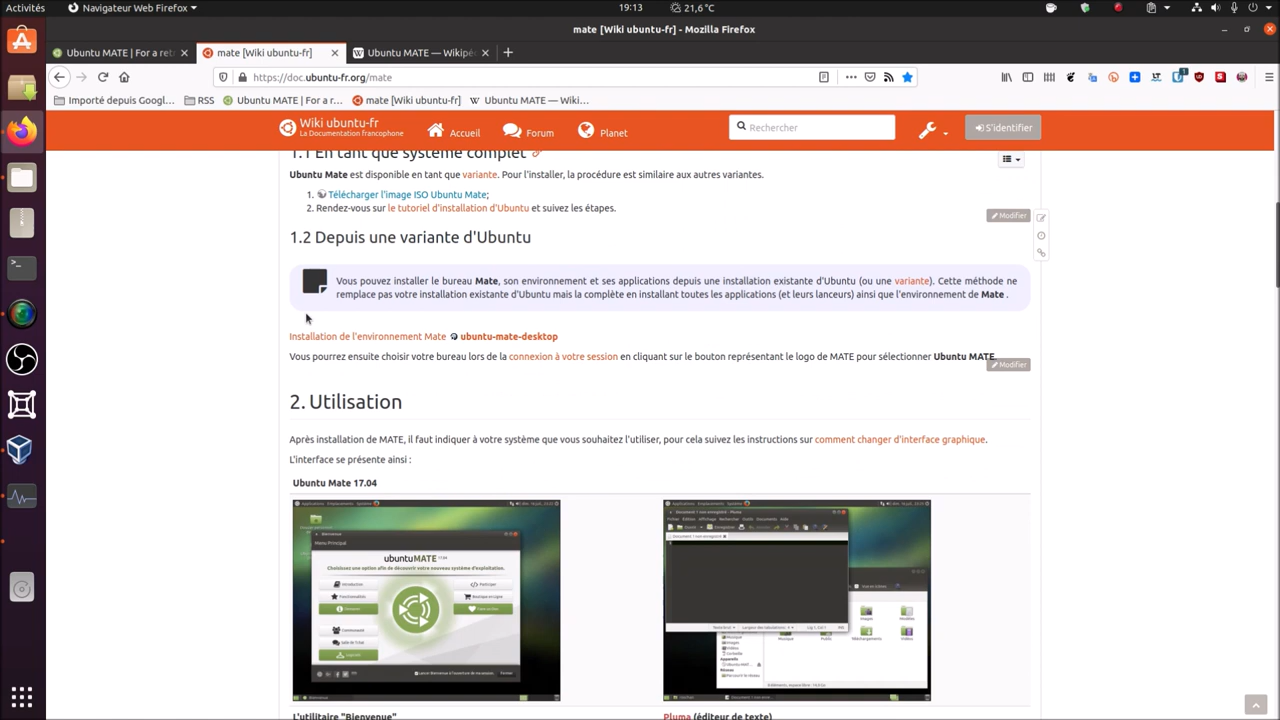 Activités
Navigateur Web Firefox
19:13
21,6°C
mate [Wiki ubuntu-fr] - Mozilla Firefox
Ubuntu MATE | For a retr
mate [Wiki ubuntu-fr]
Ubuntu MATE — Wikipé
https://doc.ubuntu-fr.org/mate
Importé depuis Googl…
RSS
Ubuntu MATE | For a r…
mate [Wiki ubuntu-fr]
Ubuntu MATE — Wiki…
Wiki ubuntu-fr
La Documentation francophone
Accueil
Forum
Planet
Rechercher
S'identifier
1.1 En tant que système complet
Ubuntu Mate est disponible en tant que variante. Pour l'installer, la procédure est similaire aux autres variantes.
1. Télécharger l'image ISO Ubuntu Mate;
2. Rendez-vous sur le tutoriel d'installation d'Ubuntu et suivez les étapes.
Modifier
1.2 Depuis une variante d'Ubuntu
Vous pouvez installer le bureau Mate, son environnement et ses applications depuis une installation existante d'Ubuntu (ou une variante). Cette méthode ne
remplace pas votre installation existante d'Ubuntu mais la complète en installant toutes les applications (et leurs lanceurs) ainsi que l'environnement de Mate .
Installation de l'environnement Mate ubuntu-mate-desktop
Vous pourrez ensuite choisir votre bureau lors de la connexion à votre session en cliquant sur le bouton représentant le logo de MATE pour sélectionner Ubuntu MATE.
Modifier
2. Utilisation
Après installation de MATE, il faut indiquer à votre système que vous souhaitez l'utiliser, pour cela suivez les instructions sur comment changer d'interface graphique.
L'interface se présente ainsi :
Ubuntu Mate 17.04
ubuntuMATE
Choisissez une option afin de découvrir votre nouveau système d'exploitation.
L'utilitaire "Bienvenue"
Pluma (éditeur de texte)